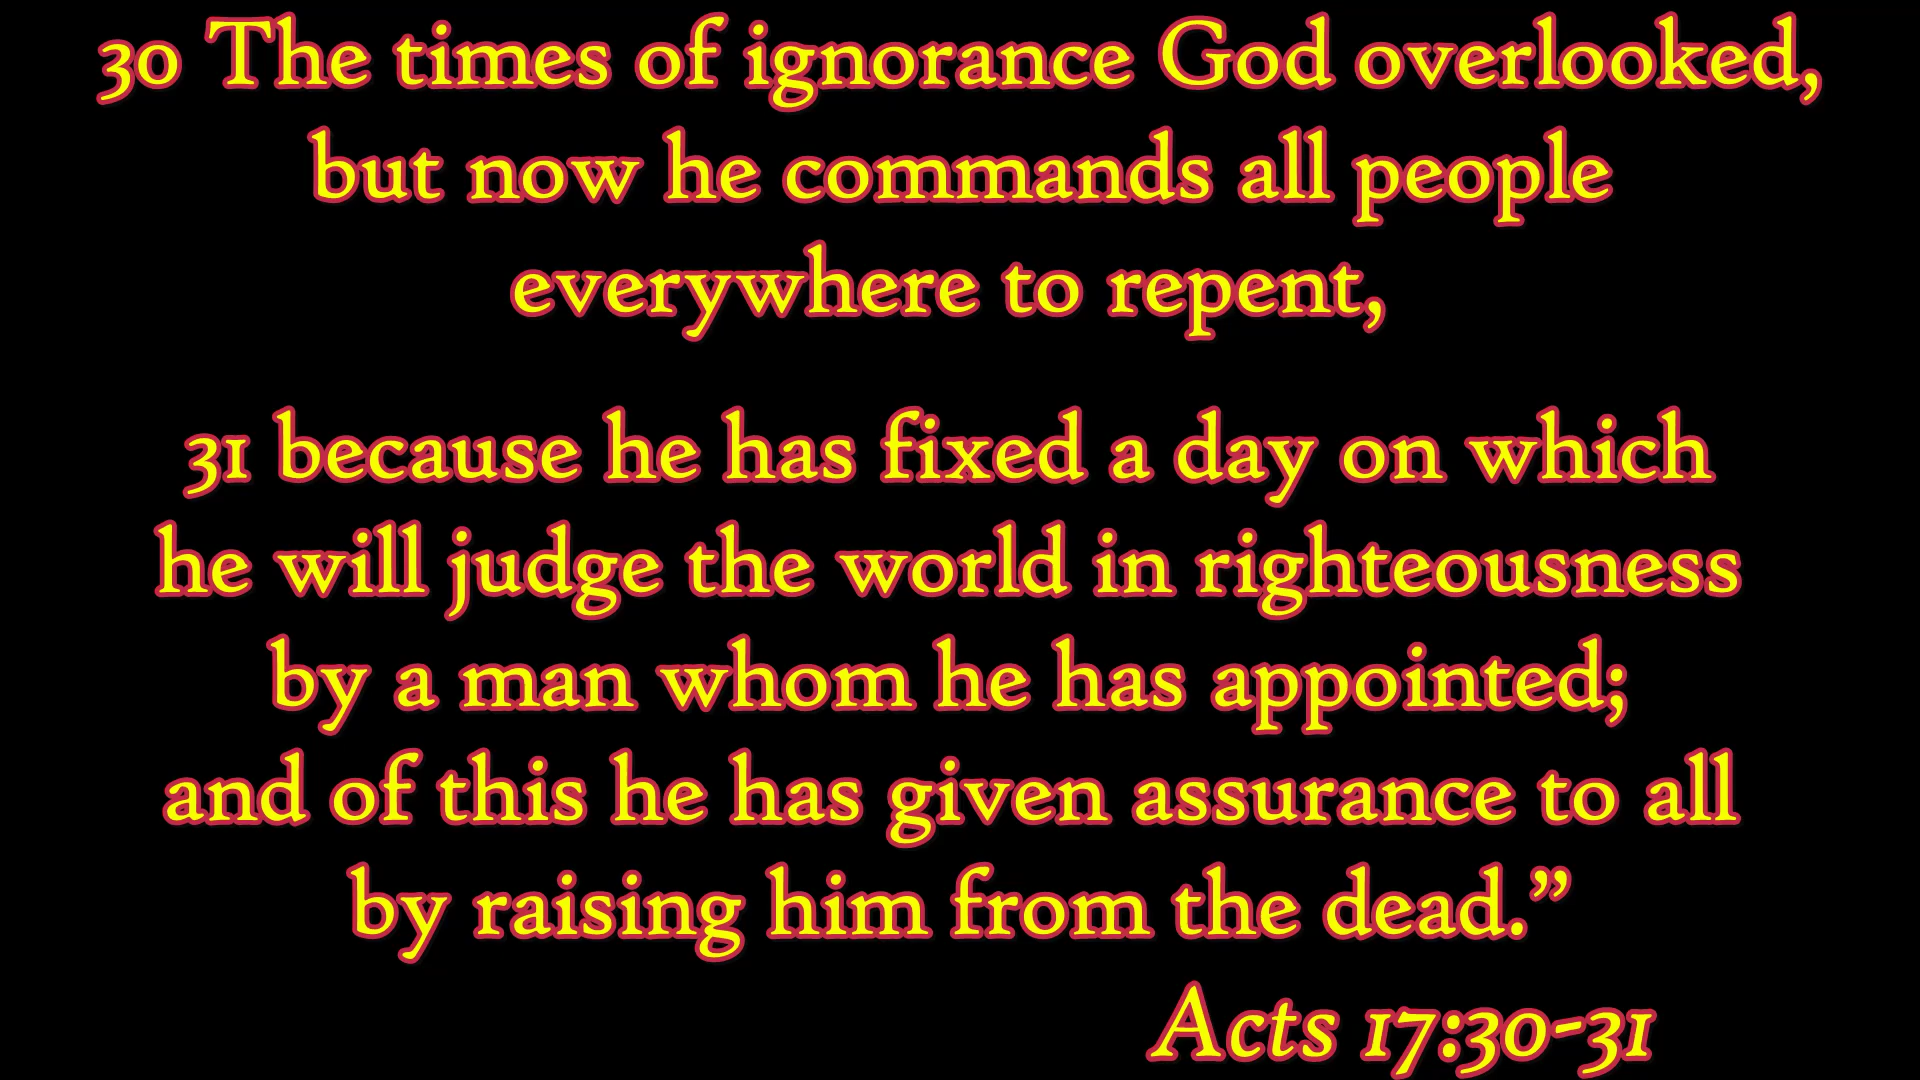 30 The times of ignorance God overlooked,
but now he commands all people
everywhere to repent,
31 because he has fixed a day on which
he will judge the world in righteousness
by a man whom he has appointed;
and of this he has given assurance to all
by raising him from the dead.”
Acts 17:30-31